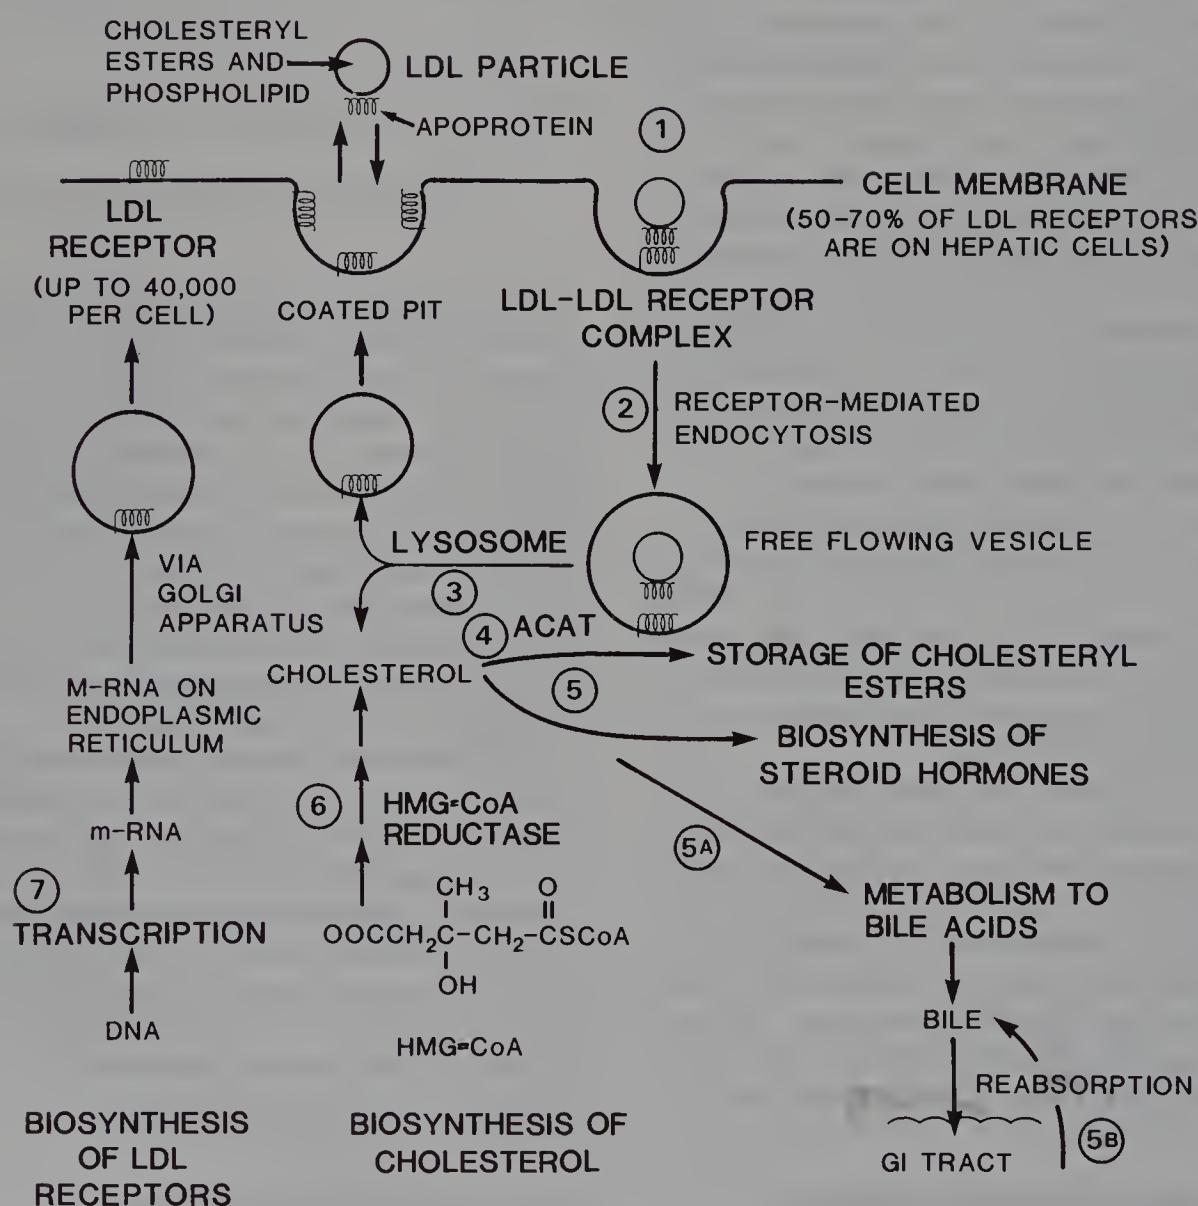 CHOLESTERYL
ESTERS AND
PHOSPHOLIPID
LDL PARTICLE
APOPROTEIN
1
CELL MEMBRANE
(50-70% OF LDL RECEPTORS
ARE ON HEPATIC CELLS)
LDL
RECEPTOR
(UP TO 40,000
PER CELL)
COATED PIT
LDL-LDL RECEPTOR
COMPLEX
2
RECEPTOR-MEDIATED
ENDOCYTOSIS
LYSOSOME
3
FREE FLOWING VESICLE
VIA
GOLGI
APPARATUS
4
ACAT
CHOLESTEROL
STORAGE OF CHOLESTERYL
ESTERS
5
BIOSYNTHESIS OF
STEROID HORMONES
M-RNA ON
ENDOPLASMIC
RETICULUM
6
HMG=CoA
REDUCTASE
m-RNA
5A
7
TRANSCRIPTION
METABOLISM TO
BILE ACIDS
CH3 O
OOCCH2C-CH2-CSCoA
OH
DNA
HMG=CoA
BILE
REABSORPTION
5B
GI TRACT
BIOSYNTHESIS
OF LDL
RECEPTORS
BIOSYNTHESIS OF
CHOLESTEROL